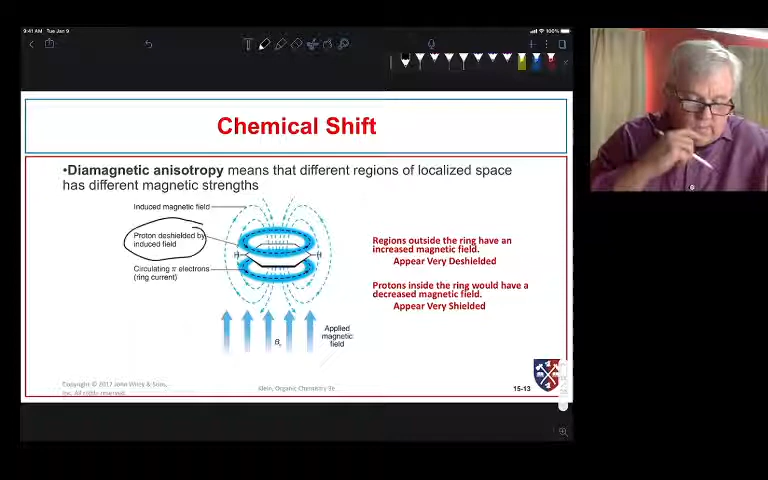 9:41 AM Tue Jan 9
100%
Chemical Shift
•Diamagnetic anisotropy means that different regions of localized space
has different magnetic strengths
Induced magnetic field
Proton deshielded by
induced field
Circulating π electrons
(ring current)
H
H
Regions outside the ring have an
increased magnetic field.
Appear Very Deshielded
Protons inside the ring would have a
decreased magnetic field.
Appear Very Shielded
Applied
magnetic
field
Copyright © 2017 John Wiley & Sons,
Inc. All rights reserved.
Klein, Organic Chemistry 3e
15-13